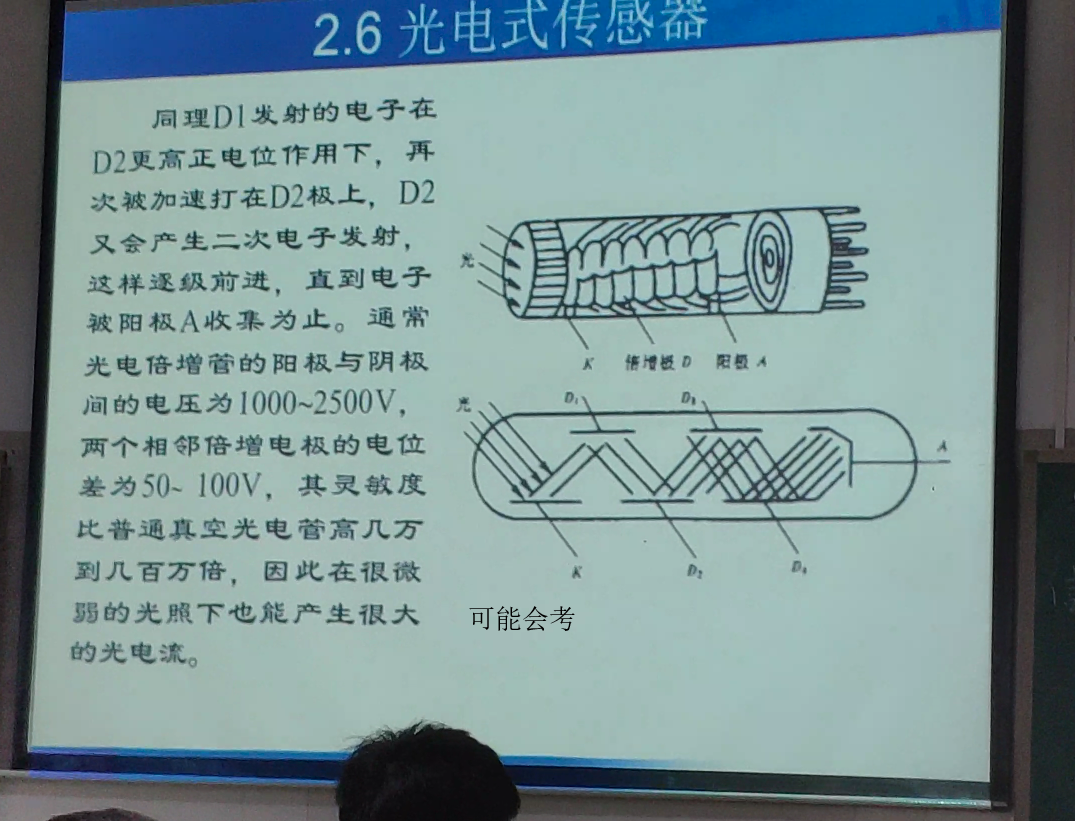 2.6 光电式传感器
同理D1发射的电子在
D2更高正电位作用下，再
次被加速打在D2极上，D2
又会产生二次电子发射，
这样逐级前进，直到电子
被阳极A收集为止。通常
光电倍增管的阳极与阴极
间的电压为1000~2500V，
两个相邻倍增电极的电位
差为50~ 100V，其灵敏度
比普通真空光电管高几万
到几百万倍，因此在很微
弱的光照下也能产生很大
的光电流。
光
K 倍增极 D 阳极 A
光 D₁ D₃
A
K D₂ D₄
可能会考